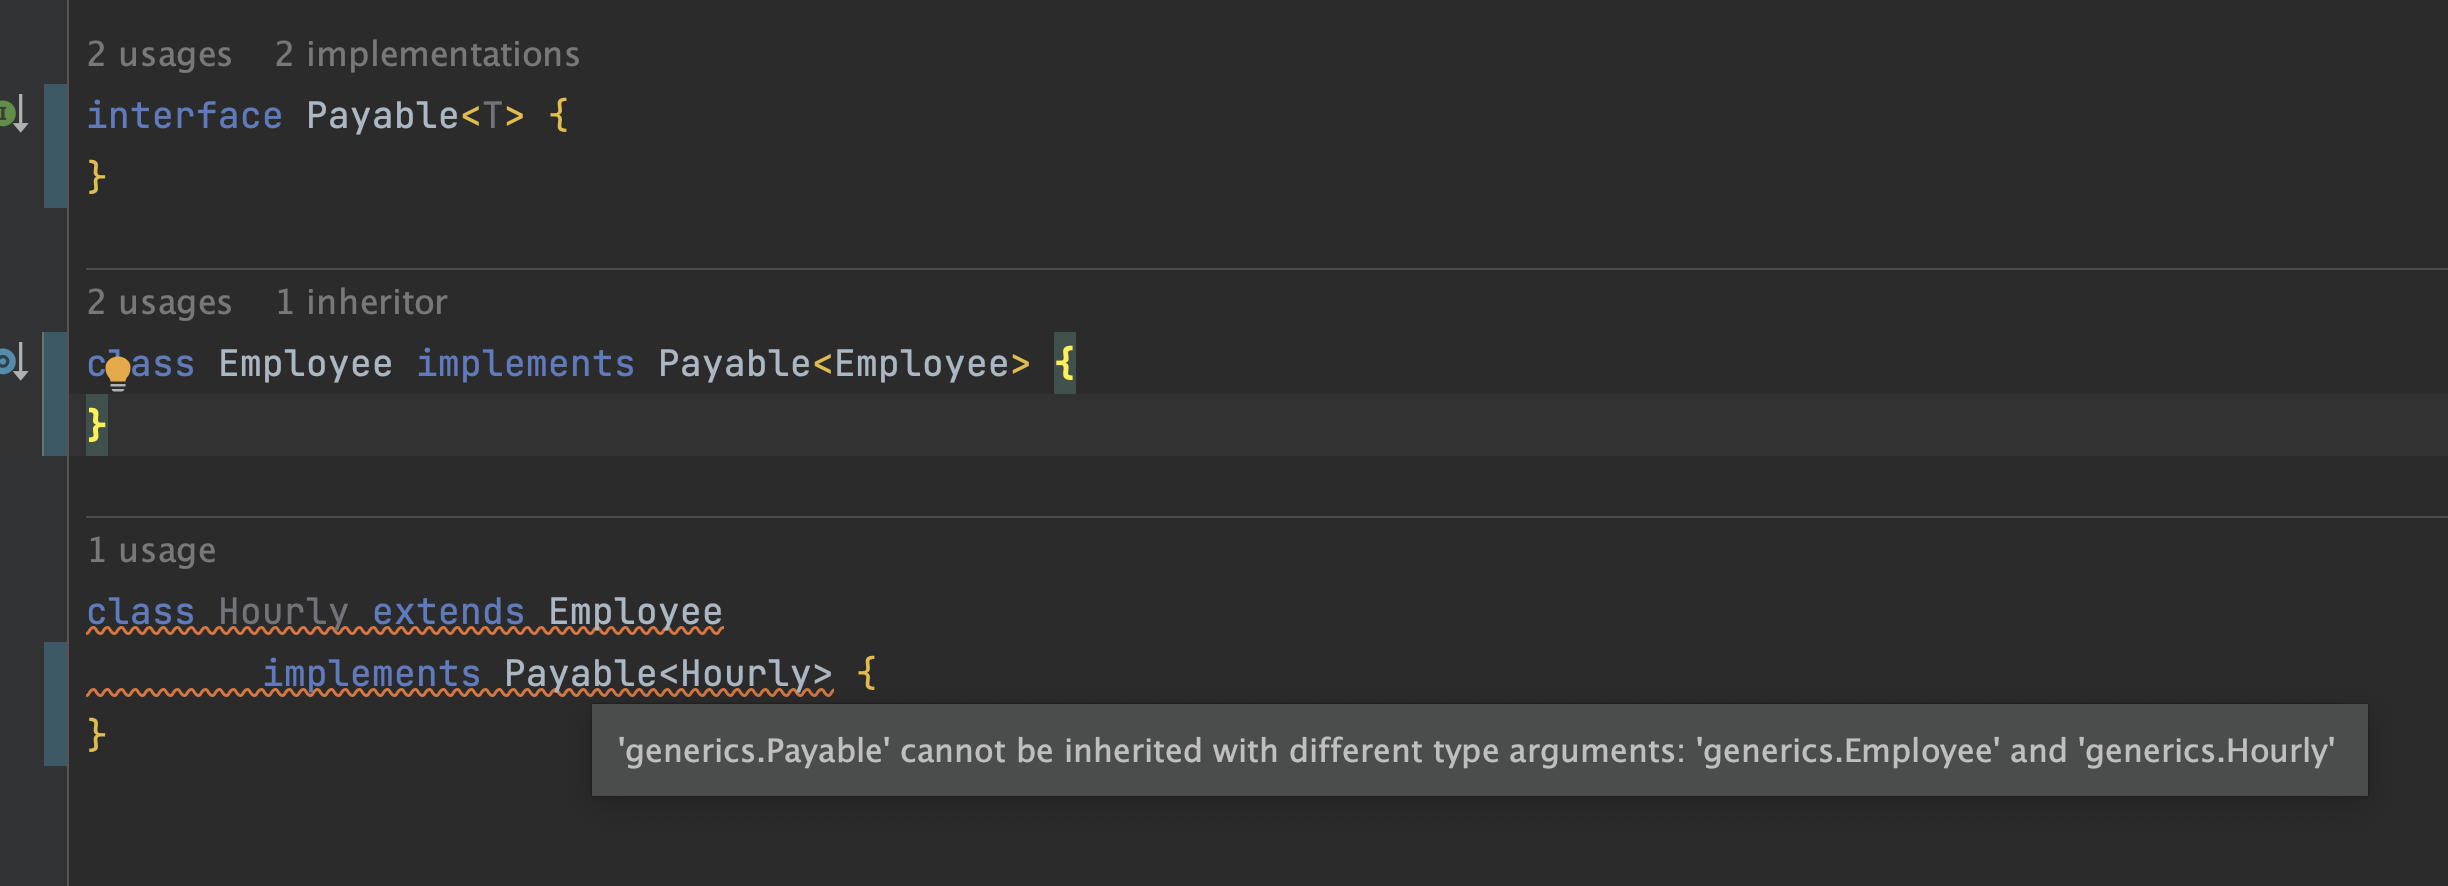 2 usages   2 implementations
interface Payable<T> {
}
2 usages   1 inheritor
class Employee implements Payable<Employee> {
}
1 usage
class Hourly extends Employee
        implements Payable<Hourly> {
}
'generics.Payable' cannot be inherited with different type arguments: 'generics.Employee' and 'generics.Hourly'